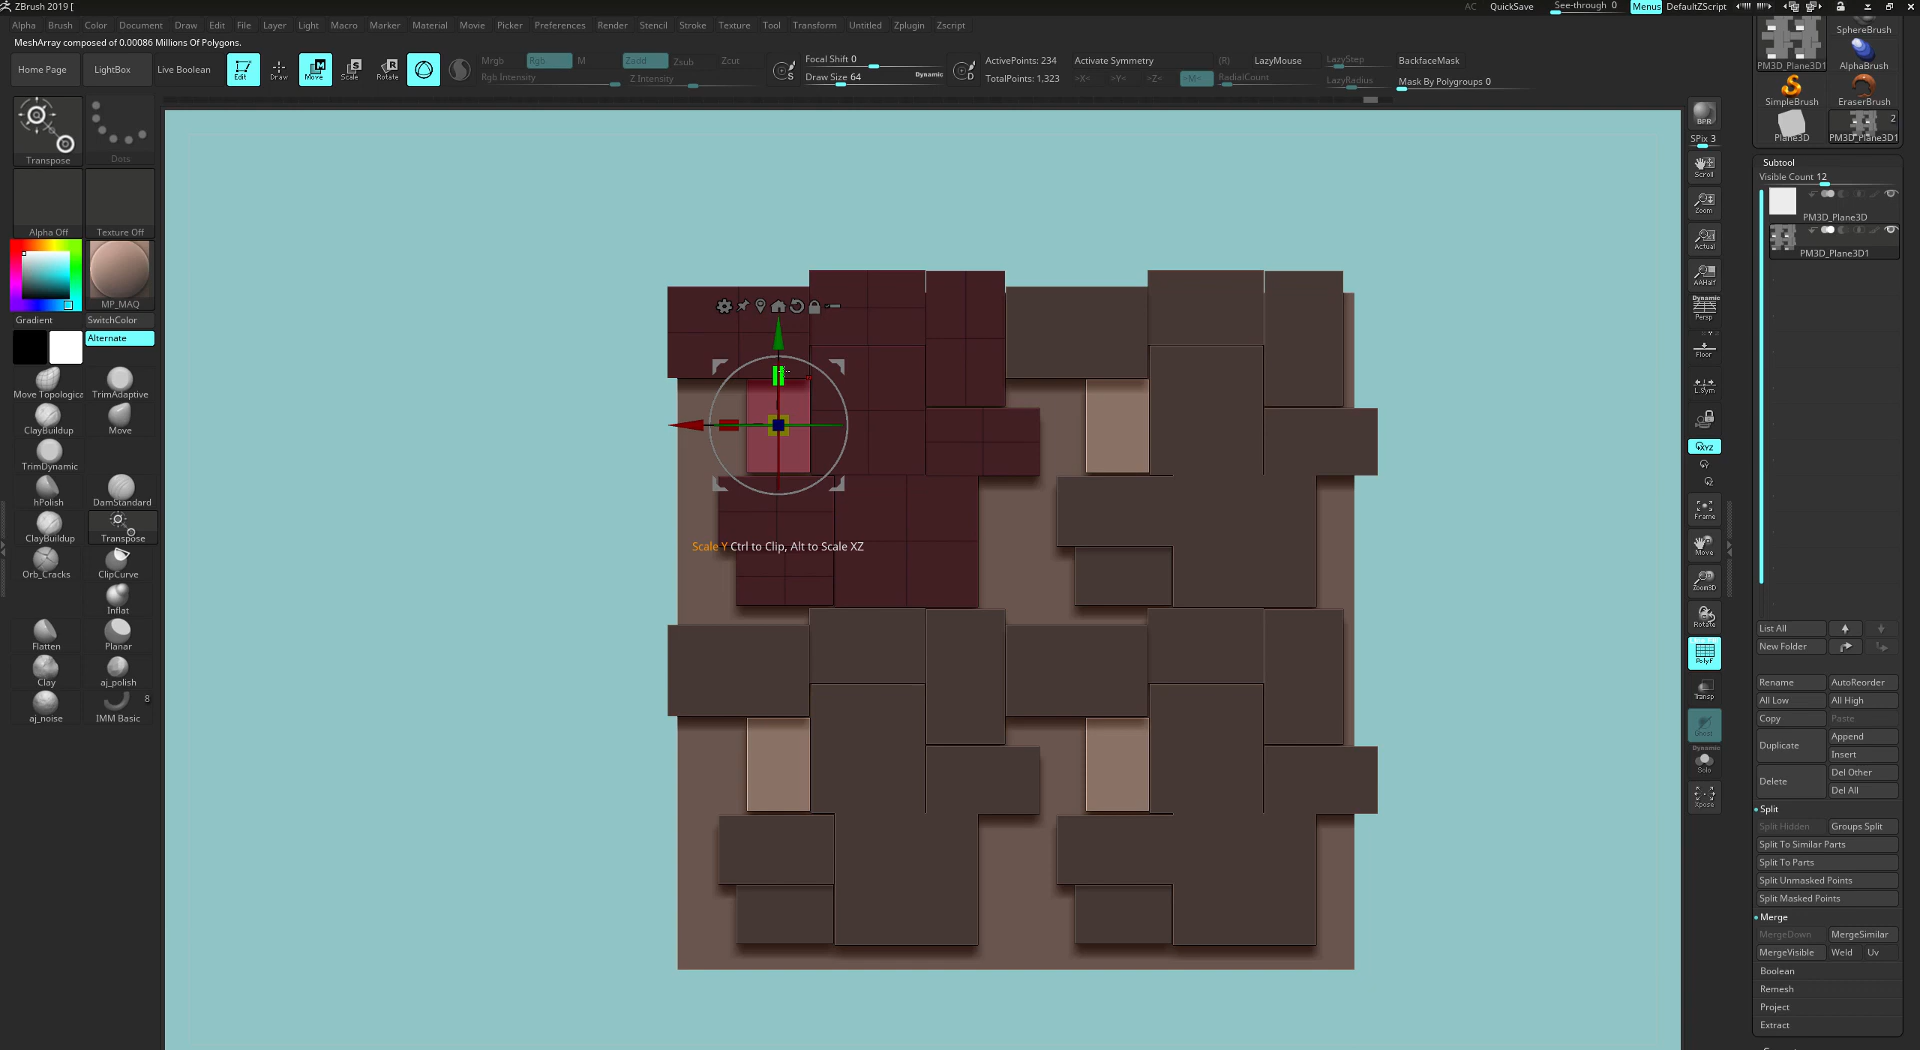 ZBrush 2019 [
AC QuickSave See-through 0 Menus DefaultZScript
Alpha Brush Color Document Draw Edit File Layer Light Macro Marker Material Movie Picker Preferences Render Stencil Stroke Texture Tool Transform Untitled Zplugin Zscript
MeshArray composed of 0.00086 Millions Of Polygons.
Home Page LightBox Live Boolean
Edit Draw Move Scale Rotate
Mrgb Rgb M Zadd Zsub Zcut
Rgb Intensity Z Intensity
S Focal Shift 0
Draw Size 64 Dynamic
D ActivePoints: 234
TotalPoints: 1,323
Activate Symmetry (R)
>X< >Y< >Z< >M< RadialCount
LazyMouse LazyStep
LazyRadius
BackfaceMask
Mask By Polygroups 0
Transpose Dots
Alpha Off Texture Off
MP_MAQ
Gradient SwitchColor
Alternate
Move Topologica TrimAdaptive
ClayBuildup Move
TrimDynamic
hPolish DamStandard
ClayBuildup Transpose
Orb_Cracks ClipCurve
Inflat
Flatten Planar
Clay aj_polish
aj_noise IMM Basic 8
Scale Y Ctrl to Clip, Alt to Scale XZ
BPR
SPix 3
Scroll
Zoom
Actual
AAHalf
Dynamic
Persp
Floor
L.Sym
XYZ
Frame
Move
Zoom3D
Rotate
PolyF
Transp
Ghost
Dynamic
Solo
Xpose
SphereBrush
PM3D_Plane3D1 AlphaBrush
SimpleBrush EraserBrush
2
Plane3D PM3D_Plane3D1
Subtool
Visible Count 12
PM3D_Plane3D
PM3D_Plane3D1
List All
New Folder
Rename AutoReorder
All Low All High
Copy Paste
Duplicate Append
Insert
Delete Del Other
Del All
Split
Split Hidden Groups Split
Split To Similar Parts
Split To Parts
Split Unmasked Points
Split Masked Points
Merge
MergeDown MergeSimilar
MergeVisible Weld Uv
Boolean
Remesh
Project
Extract